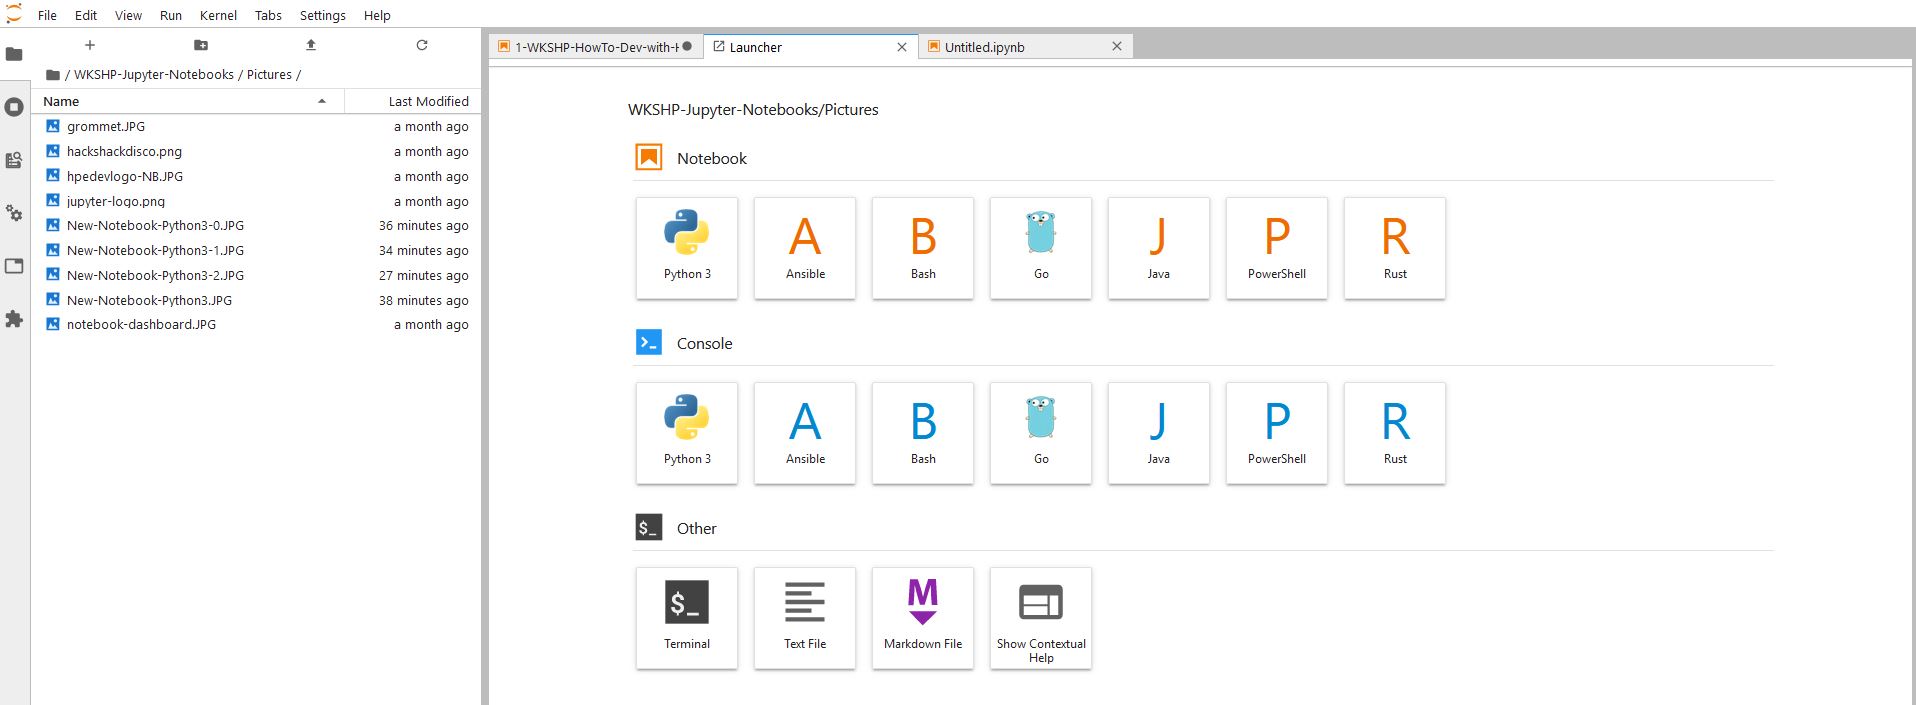 File Edit View Run Kernel Tabs Settings Help
/ WKSHP-Jupyter-Notebooks / Pictures /
Name Last Modified
grommet.JPG a month ago
hackshackdisco.png a month ago
hpedevlogo-NB.JPG a month ago
jupyter-logo.png a month ago
New-Notebook-Python3-0.JPG 36 minutes ago
New-Notebook-Python3-1.JPG 34 minutes ago
New-Notebook-Python3-2.JPG 27 minutes ago
New-Notebook-Python3.JPG 38 minutes ago
notebook-dashboard.JPG a month ago
1-WKSHP-HowTo-Dev-with-H Launcher Untitled.ipynb
WKSHP-Jupyter-Notebooks/Pictures
Notebook
A B J P R
Python 3 Ansible Bash Go Java PowerShell Rust
>_ Console
A B J P R
Python 3 Ansible Bash Go Java PowerShell Rust
$_ Other
$_ M
Terminal Text File Markdown File Show Contextual
Help